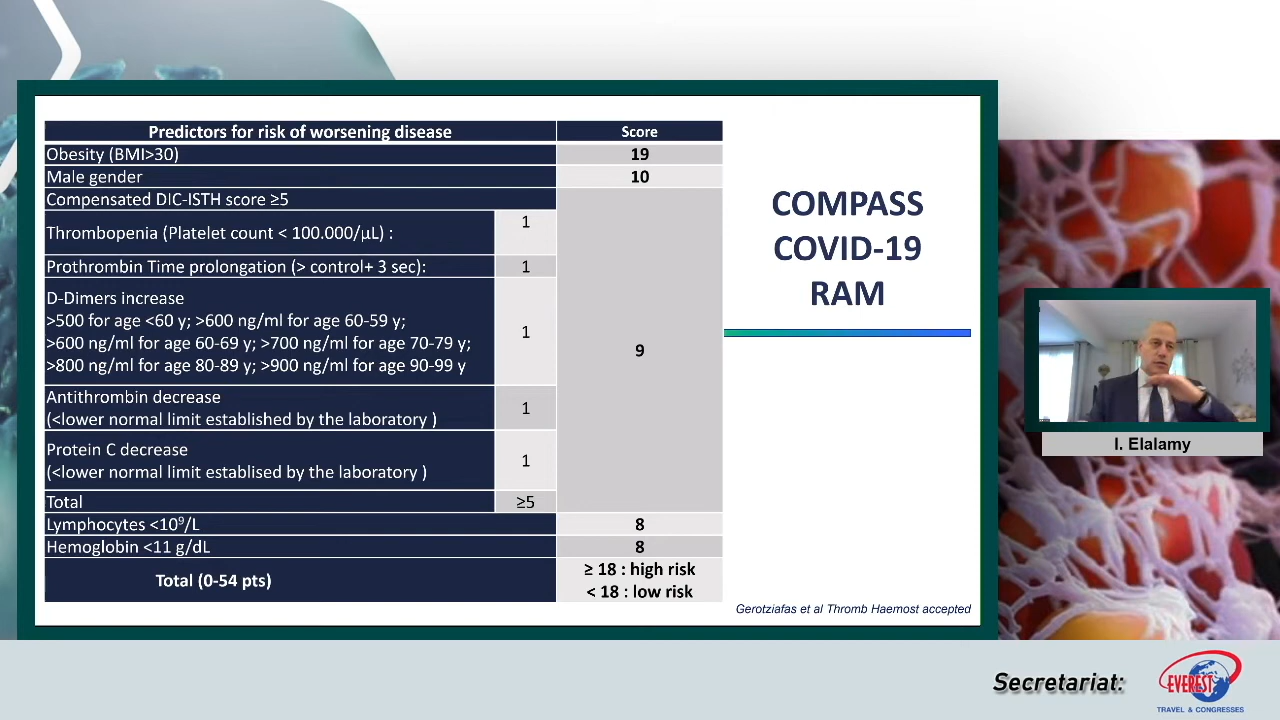 Predictors for risk of worsening disease Score
Obesity (BMI>30) 19
Male gender 10
Compensated DIC-ISTH score ≥5
Thrombopenia (Platelet count < 100.000/μL) : 1
Prothrombin Time prolongation (> control+ 3 sec): 1
D-Dimers increase
>500 for age <60 y; >600 ng/ml for age 60-59 y;
>600 ng/ml for age 60-69 y; >700 ng/ml for age 70-79 y;
>800 ng/ml for age 80-89 y; >900 ng/ml for age 90-99 y
1
9
Antithrombin decrease
(<lower normal limit established by the laboratory )
1
Protein C decrease
(<lower normal limit establised by the laboratory )
1
Total ≥5
Lymphocytes <10⁹/L 8
Hemoglobin <11 g/dL 8
Total (0-54 pts)
≥ 18 : high risk
< 18 : low risk
COMPASS
COVID-19
RAM
Gerotziafas et al Thromb Haemost accepted
I. Elalamy
Secretariat:
EVEREST
TRAVEL & CONGRESSES